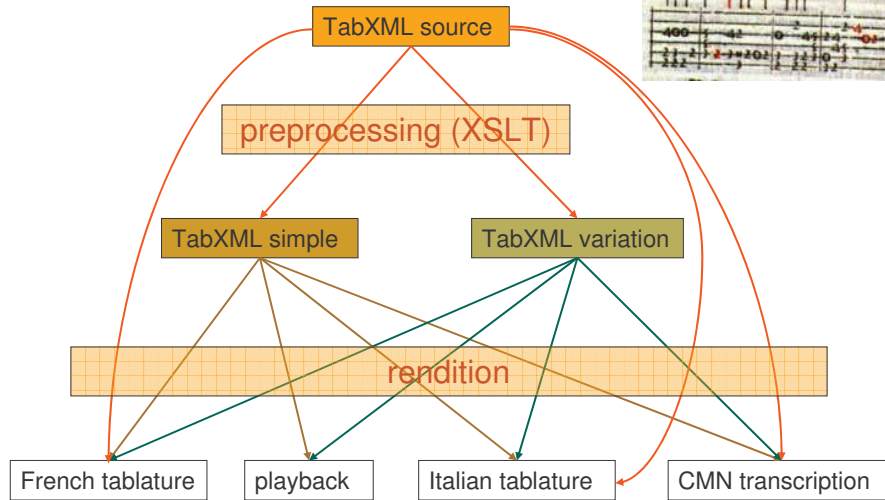 TabXML source
preprocessing (XSLT)
TabXML simple
TabXML variation
rendition
French tablature
playback
Italian tablature
CMN transcription